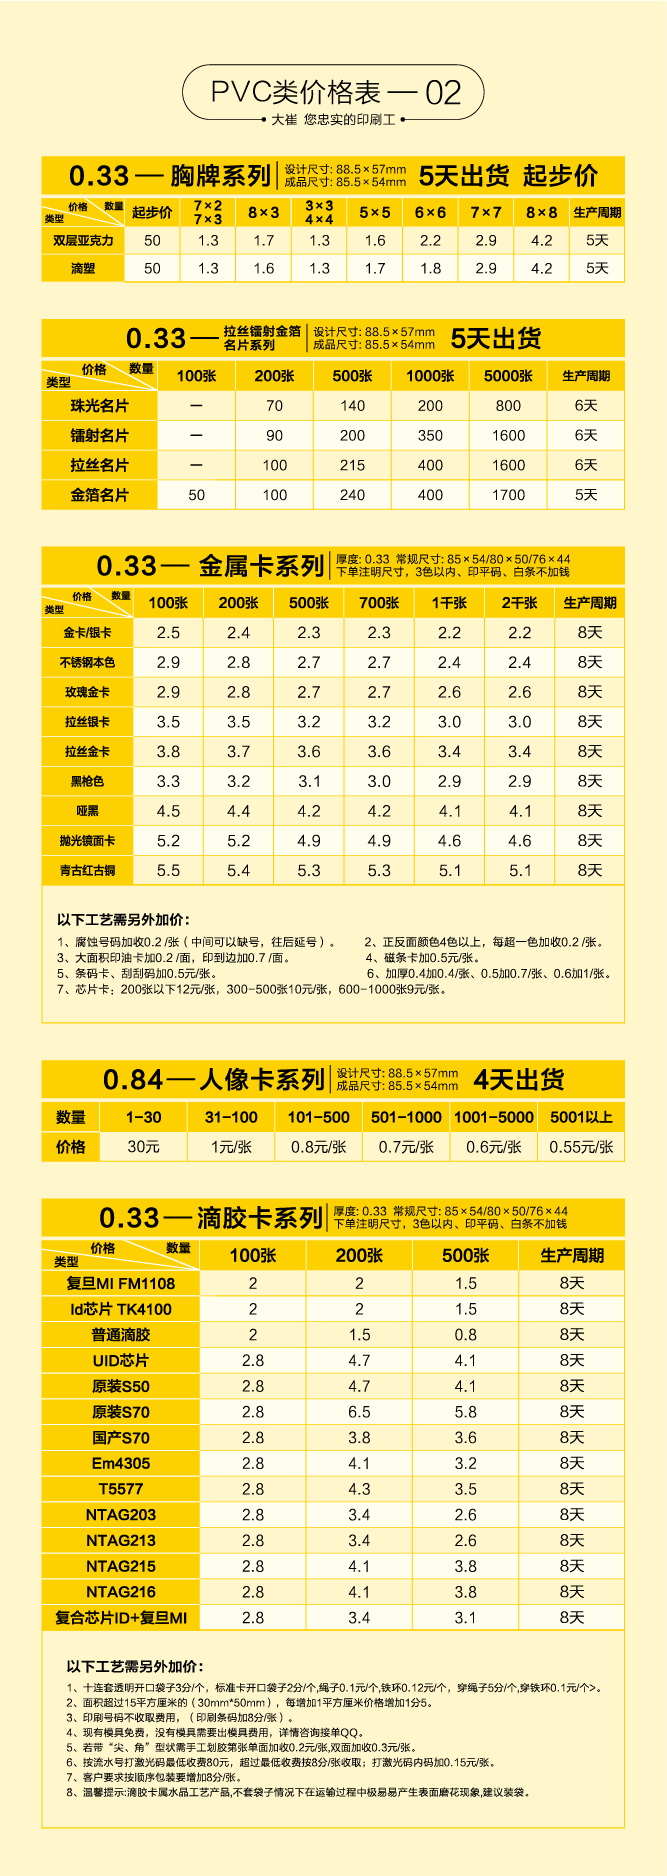 PVC类价格表 — 02
大崔 您忠实的印刷工
0.33 — 胸牌系列 设计尺寸: 88.5×57mm 成品尺寸: 85.5×54mm 5天出货 起步价
价格 数量 类型 起步价 7×2 7×3 8×3 3×3 4×4 5×5 6×6 7×7 8×8 生产周期
双层亚克力 50 1.3 1.7 1.3 1.6 2.2 2.9 4.2 5天
滴塑 50 1.3 1.6 1.3 1.7 1.8 2.9 4.2 5天
0.33 — 拉丝镭射金箔名片系列 设计尺寸: 88.5×57mm 成品尺寸: 85.5×54mm 5天出货
价格 数量 类型 100张 200张 500张 1000张 5000张 生产周期
珠光名片 — 70 140 200 800 6天
镭射名片 — 90 200 350 1600 6天
拉丝名片 — 100 215 400 1600 6天
金箔名片 50 100 240 400 1700 5天
0.33 — 金属卡系列 厚度: 0.33 常规尺寸: 85×54/80×50/76×44 下单注明尺寸，3色以内、印平码、白条不加钱
价格 数量 类型 100张 200张 500张 700张 1千张 2千张 生产周期
金卡/银卡 2.5 2.4 2.3 2.3 2.2 2.2 8天
不锈钢本色 2.9 2.8 2.7 2.7 2.4 2.4 8天
玫瑰金卡 2.9 2.8 2.7 2.7 2.6 2.6 8天
拉丝银卡 3.5 3.5 3.2 3.2 3.0 3.0 8天
拉丝金卡 3.8 3.7 3.6 3.6 3.4 3.4 8天
黑枪色 3.3 3.2 3.1 3.0 2.9 2.9 8天
哑黑 4.5 4.4 4.2 4.2 4.1 4.1 8天
抛光镜面卡 5.2 5.2 4.9 4.9 4.6 4.6 8天
青古红古铜 5.5 5.4 5.3 5.3 5.1 5.1 8天
以下工艺需另外加价：
1、腐蚀号码加收0.2 /张（中间可以缺号，往后延号）。 2、正反面颜色4色以上，每超一色加收0.2 /张。
3、大面积印油卡加0.2 /面，印到边加0.7 /面。 4、磁条卡加0.5元/张。
5、条码卡、刮刮码加0.5元/张。 6、加厚0.4加0.4/张、0.5加0.7/张、0.6加1/张。
7、芯片卡：200张以下12元/张，300-500张10元/张，600-1000张9元/张。
0.84 — 人像卡系列 设计尺寸: 88.5×57mm 成品尺寸: 85.5×54mm 4天出货
数量 1-30 31-100 101-500 501-1000 1001-5000 5001以上
价格 30元 1元/张 0.8元/张 0.7元/张 0.6元/张 0.55元/张
0.33 — 滴胶卡系列 厚度: 0.33 常规尺寸: 85×54/80×50/76×44 下单注明尺寸，3色以内、印平码、白条不加钱
价格 数量 类型 100张 200张 500张 生产周期
复旦MI FM1108 2 2 1.5 8天
Id芯片 TK4100 2 2 1.5 8天
普通滴胶 2 1.5 0.8 8天
UID芯片 2.8 4.7 4.1 8天
原装S50 2.8 4.7 4.1 8天
原装S70 2.8 6.5 5.8 8天
国产S70 2.8 3.8 3.6 8天
Em4305 2.8 4.1 3.2 8天
T5577 2.8 4.3 3.5 8天
NTAG203 2.8 3.4 2.6 8天
NTAG213 2.8 3.4 2.6 8天
NTAG215 2.8 4.1 3.8 8天
NTAG216 2.8 4.1 3.8 8天
复合芯片ID+复旦MI 2.8 3.4 3.1 8天
以下工艺需另外加价：
1、十连套透明开口袋子3分/个，标准卡开口袋子2分/个,绳子0.1元/个,铁环0.12元/个，穿绳子5分/个,穿铁环0.1元/个>。
2、面积超过15平方厘米的（30mm*50mm），每增加1平方厘米价格增加1分5。
3、印刷号码不收取费用，（印刷条码加8分/张）。
4、现有模具免费，没有模具需要出模具费用，详情咨询接单QQ。
5、若带“尖、角”型状需手工划胶第张单面加收0.2元/张,双面加收0.3元/张。
6、按流水号打激光码最低收费80元，超过最低收费按8分/张收取；打激光码内码加0.15元/张。
7、客户要求按顺序包装要增加8分/张。
8、温馨提示:滴胶卡属水晶工艺产品,不套袋子情况下在运输过程中极易易产生表面磨花现象,建议装袋。